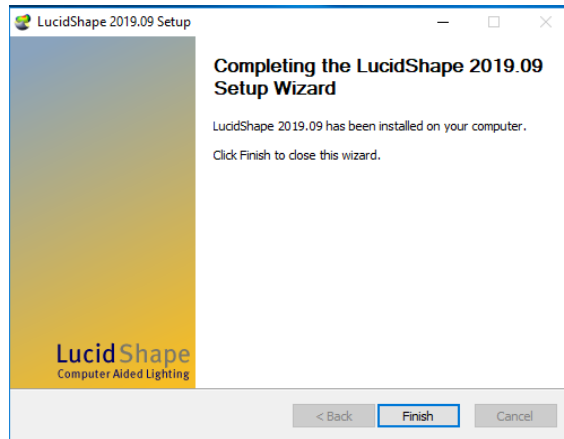 LucidShape 2019.09 Setup
Completing the LucidShape 2019.09
Setup Wizard
LucidShape 2019.09 has been installed on your computer.
Click Finish to close this wizard.
LucidShape
Computer Aided Lighting
< Back Finish Cancel